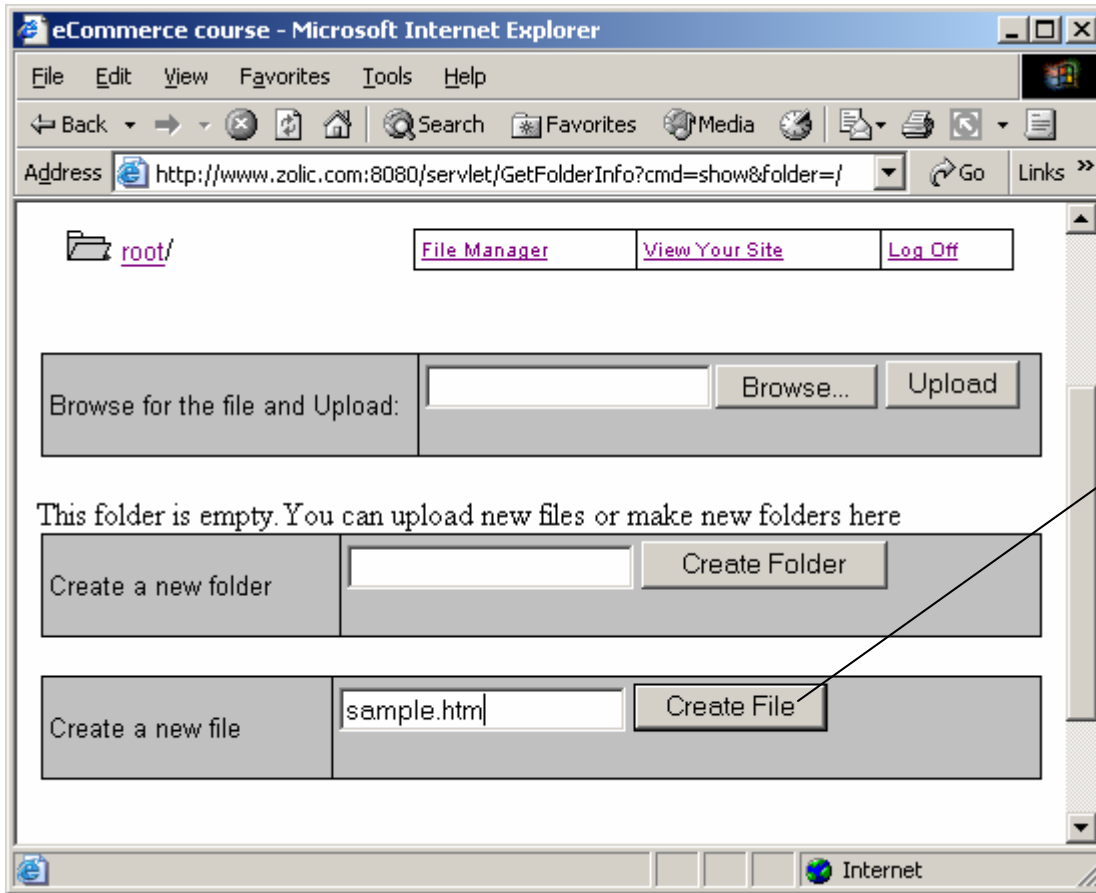 eCommerce course - Microsoft Internet Explorer
File Edit View Favorites Tools Help
Back Search Favorites Media
Address http://www.zolic.com:8080/servlet/GetFolderInfo?cmd=show&folder=/ Go Links »
root/ File Manager View Your Site Log Off
Browse for the file and Upload: Browse... Upload
This folder is empty. You can upload new files or make new folders here
Create a new folder Create Folder
Create a new file sample.htm Create File
Internet